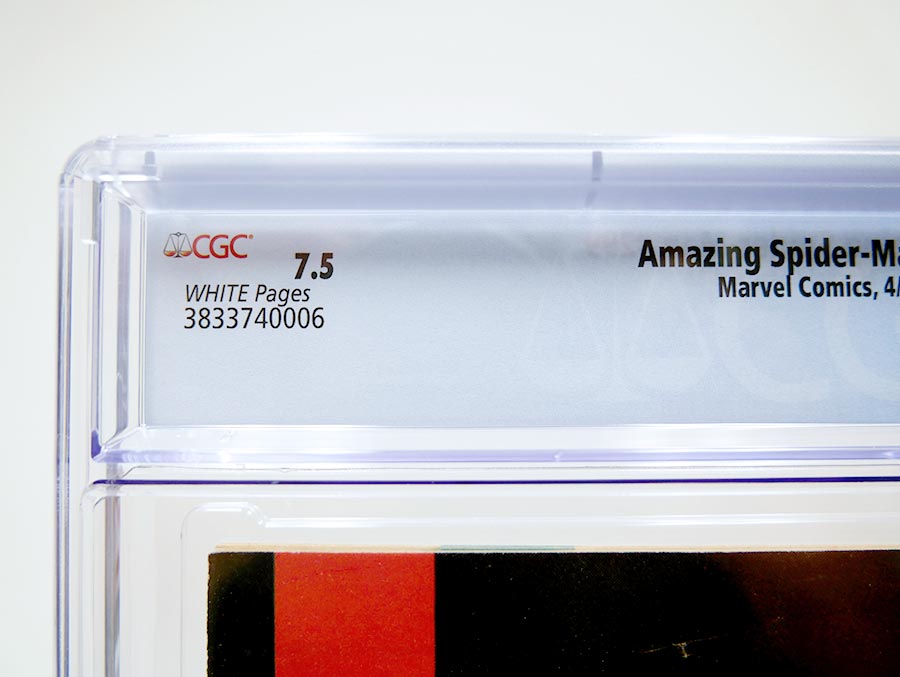 CGC
7.5
WHITE Pages
3833740006
Amazing Spider-Ma
Marvel Comics, 4/